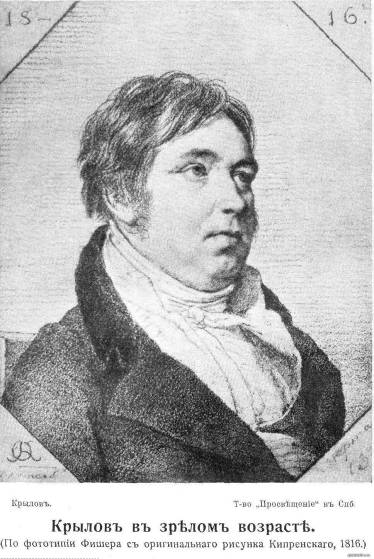 18 - 16.
Крыловъ. Т-во „Просвѣщеніе" въ Спб.
Крыловъ въ зрѣломъ возрастѣ.
(По фототипіи Фишера съ оригинальнаго рисунка Кипренскаго, 1816.)